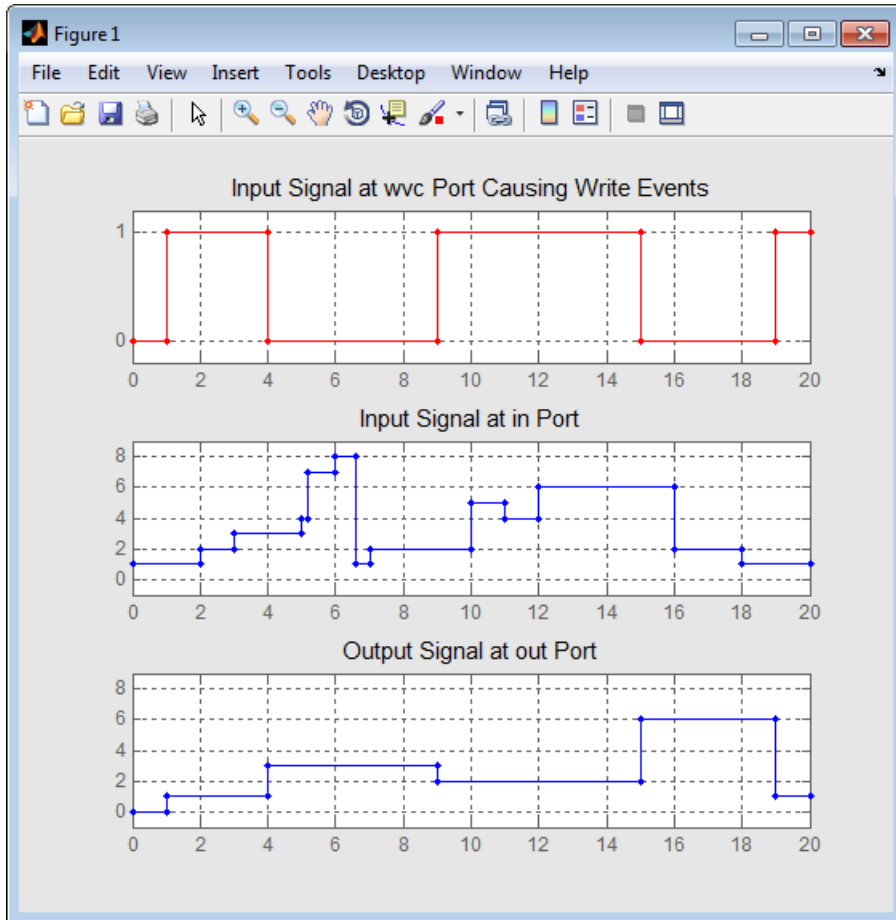 Figure 1
File Edit View Insert Tools Desktop Window Help
Input Signal at wvc Port Causing Write Events
1
0
0 2 4 6 8 10 12 14 16 18 20
Input Signal at in Port
8
6
4
2
0
0 2 4 6 8 10 12 14 16 18 20
Output Signal at out Port
8
6
4
2
0
0 2 4 6 8 10 12 14 16 18 20